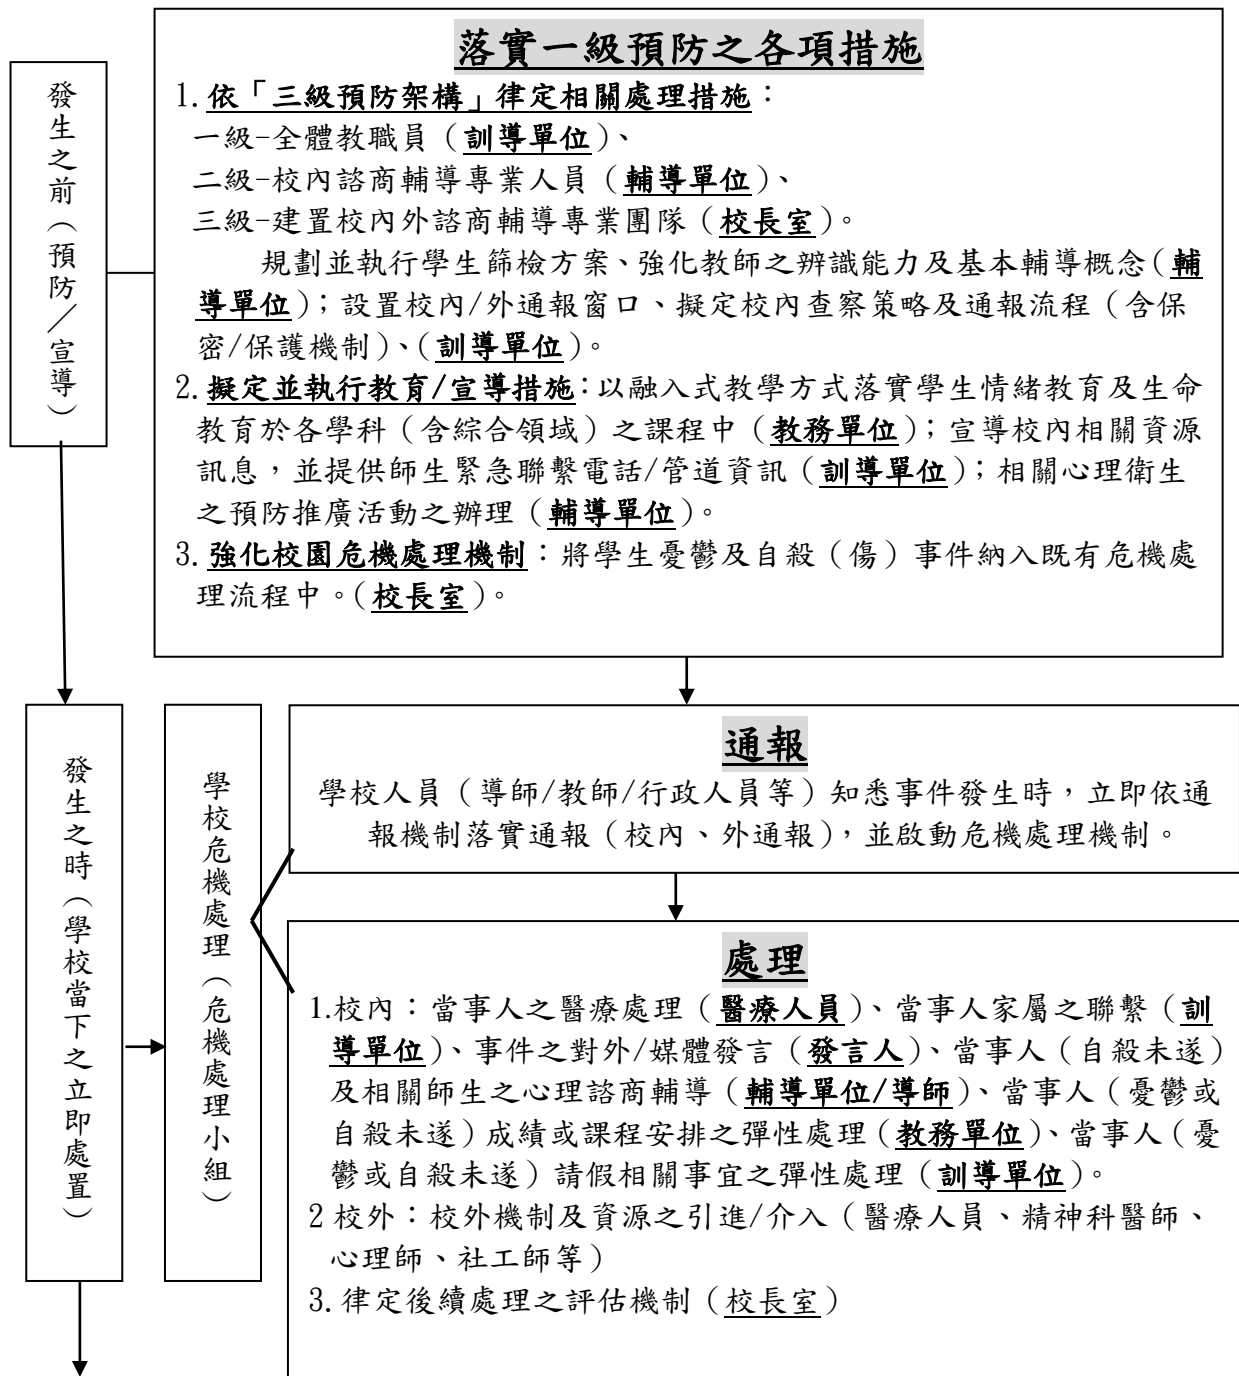 發生之前（預防／宣導）
落實一級預防之各項措施
1. 依「三級預防架構」律定相關處理措施：
一級-全體教職員（訓導單位）、
二級-校內諮商輔導專業人員（輔導單位）、
三級-建置校內外諮商輔導專業團隊（校長室）。
規劃並執行學生篩檢方案、強化教師之辨識能力及基本輔導概念（輔
導單位）；設置校內/外通報窗口、擬定校內查察策略及通報流程（含保
密/保護機制）、（訓導單位）。
2. 擬定並執行教育/宣導措施：以融入式教學方式落實學生情緒教育及生命
教育於各學科（含綜合領域）之課程中（教務單位）；宣導校內相關資源
訊息，並提供師生緊急聯繫電話/管道資訊（訓導單位）；相關心理衛生
之預防推廣活動之辦理（輔導單位）。
3. 強化校園危機處理機制：將學生憂鬱及自殺（傷）事件納入既有危機處
理流程中。（校長室）。
發生之時（學校當下之立即處置）
學校危機處理（危機處理小組）
通報
學校人員（導師/教師/行政人員等）知悉事件發生時，立即依通
報機制落實通報（校內、外通報），並啟動危機處理機制。
處理
1.校內：當事人之醫療處理（醫療人員）、當事人家屬之聯繫（訓
導單位）、事件之對外/媒體發言（發言人）、當事人（自殺未遂）
及相關師生之心理諮商輔導（輔導單位/導師）、當事人（憂鬱或
自殺未遂）成績或課程安排之彈性處理（教務單位）、當事人（憂
鬱或自殺未遂）請假相關事宜之彈性處理（訓導單位）。
2 校外：校外機制及資源之引進/介入（醫療人員、精神科醫師、
心理師、社工師等）
3. 律定後續處理之評估機制（校長室）